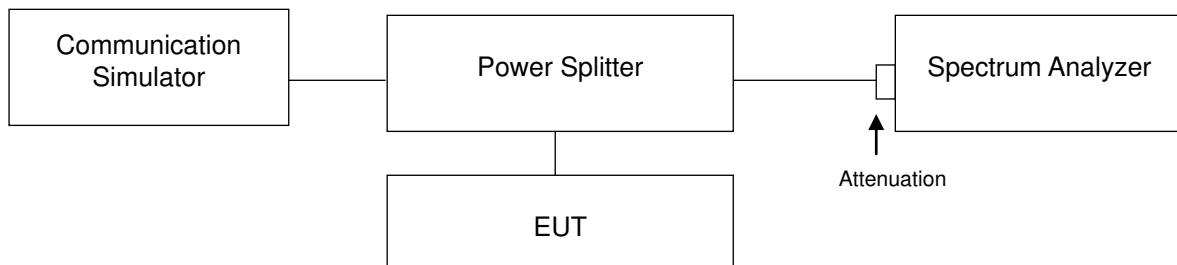 Communication
Simulator
Power Splitter
Spectrum Analyzer
Attenuation
EUT